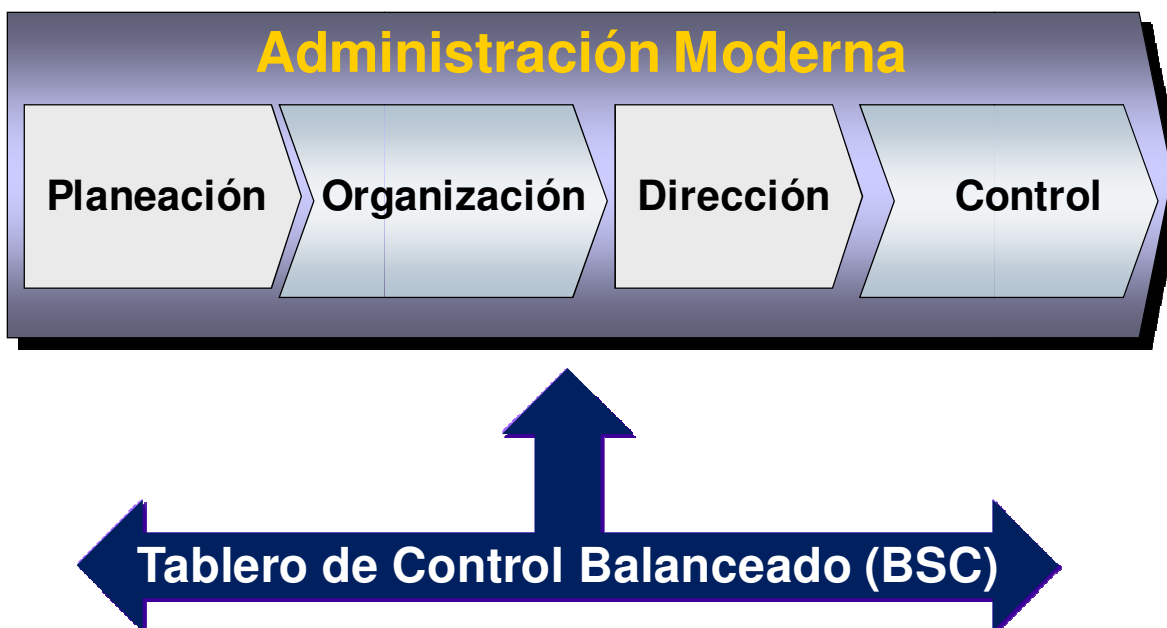 Administración Moderna
Planeación
Organización
Dirección
Control
Tablero de Control Balanceado (BSC)